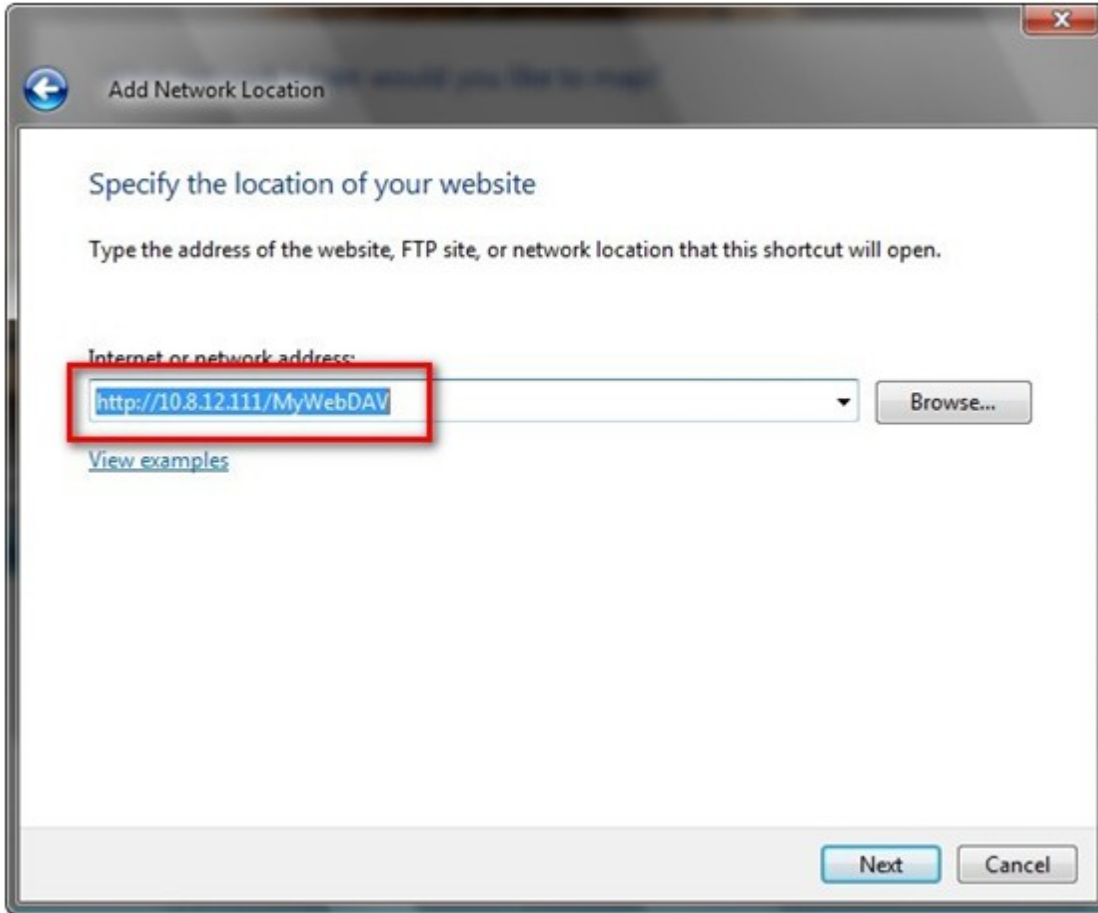 Add Network Location
Specify the location of your website
Type the address of the website, FTP site, or network location that this shortcut will open.
Internet or network address:
http://10.8.12.111/MyWebDAV
Browse...
View examples
Next
Cancel